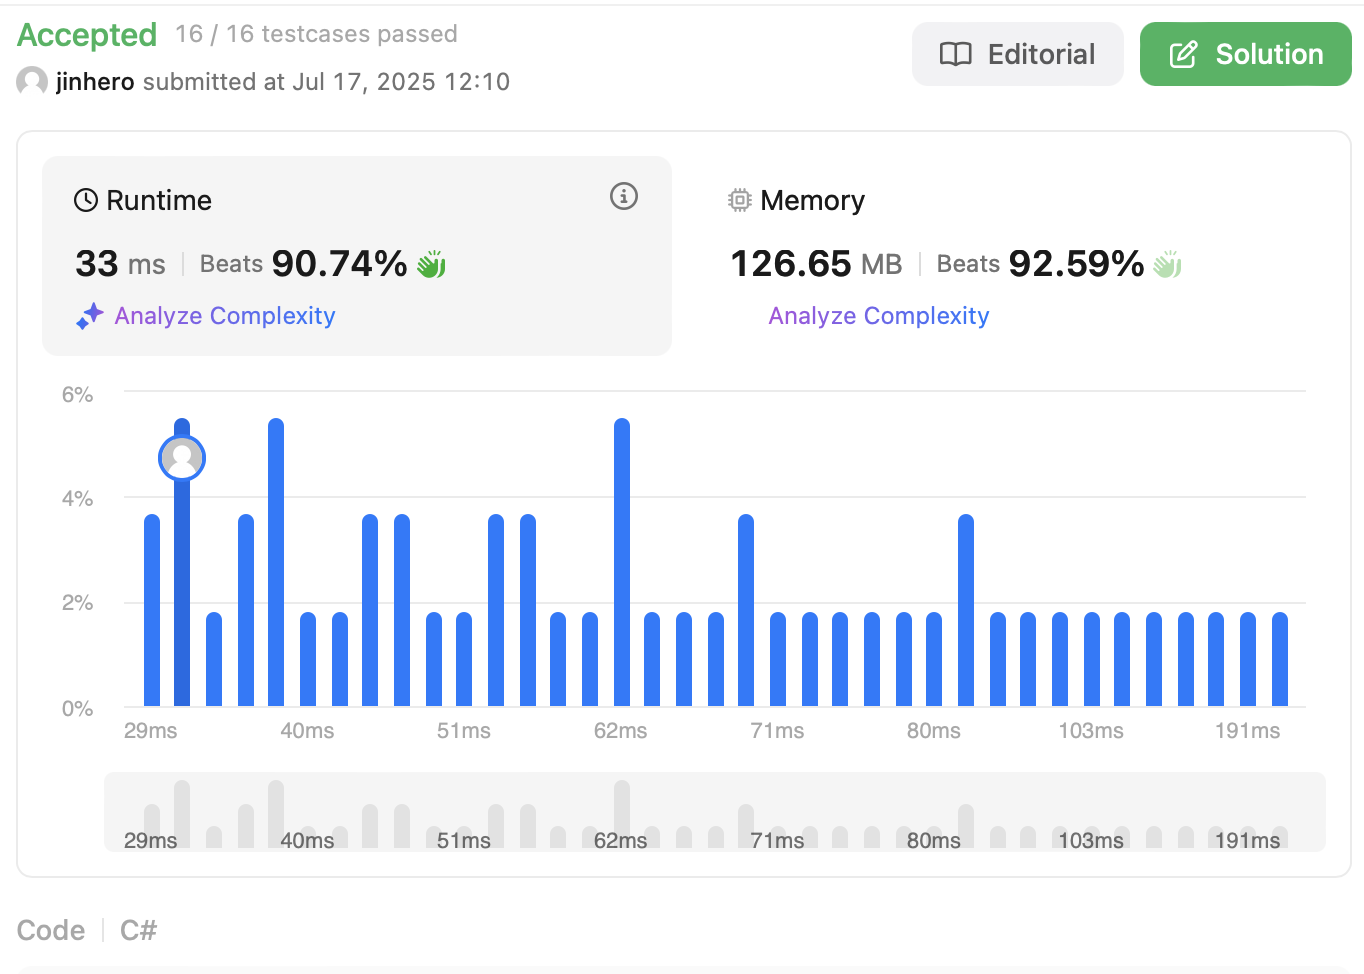 Accepted 16 / 16 testcases passed
jinhero submitted at Jul 17, 2025 12:10
Editorial
Solution
Runtime
33 ms | Beats 90.74%
Analyze Complexity
Memory
126.65 MB | Beats 92.59%
Analyze Complexity
6%
4%
2%
0%
29ms 40ms 51ms 62ms 71ms 80ms 103ms 191ms
29ms 40ms 51ms 62ms 71ms 80ms 103ms 191ms
Code | C#